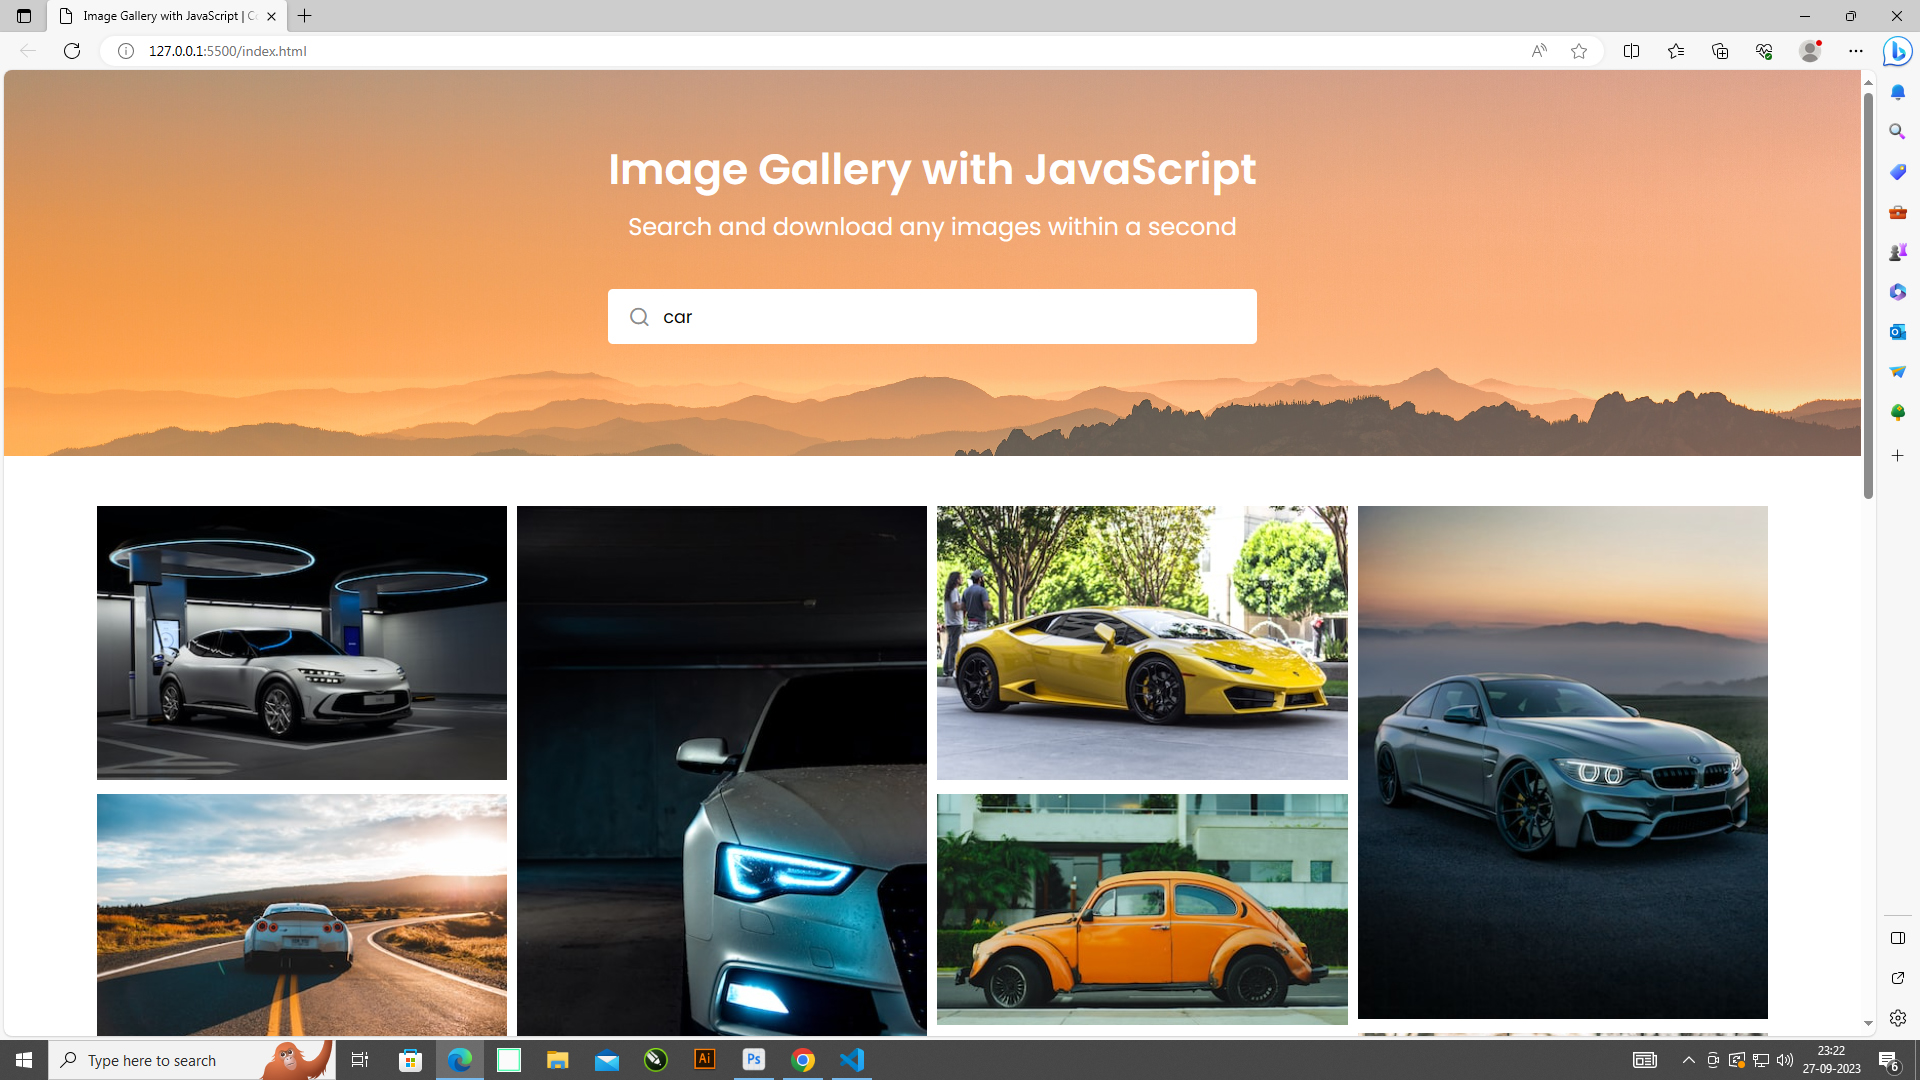 Image Gallery with JavaScript | Co
127.0.0.1:5500/index.html
Image Gallery with JavaScript
Search and download any images within a second
car
Type here to search
Ai
Ps
23:22
27-09-2023
6